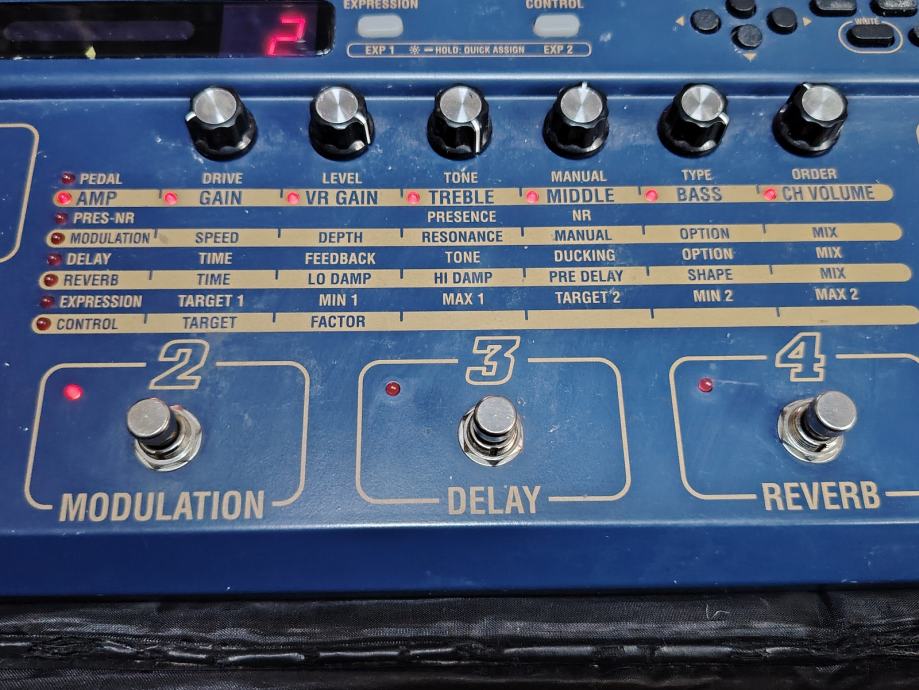 EXPRESSION CONTROL
2
EXP 1 HOLD: QUICK ASSIGN EXP 2
WRITE
PEDAL DRIVE LEVEL TONE MANUAL TYPE ORDER
AMP GAIN VR GAIN TREBLE MIDDLE BASS CH VOLUME
PRES-NR PRESENCE NR
MODULATION SPEED DEPTH RESONANCE MANUAL OPTION MIX
DELAY TIME FEEDBACK TONE DUCKING OPTION MIX
REVERB TIME LO DAMP HI DAMP PRE DELAY SHAPE MIX
EXPRESSION TARGET 1 MIN 1 MAX 1 TARGET 2 MIN 2 MAX 2
CONTROL TARGET FACTOR
2 3 4
MODULATION DELAY REVERB